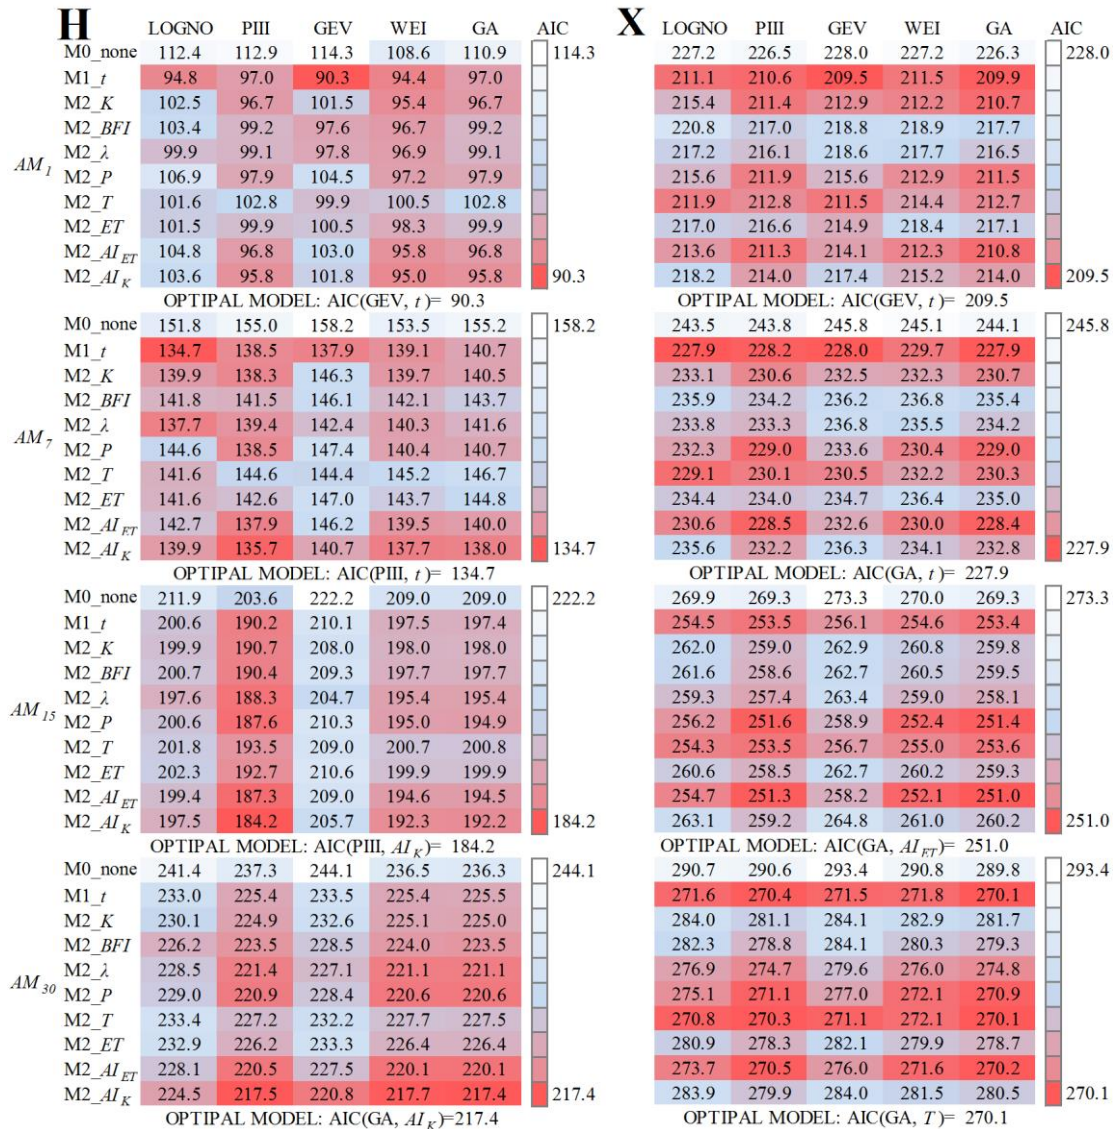 H LOGNO PIII GEV WEI GA AIC X LOGNO PIII GEV WEI GA AIC
M0_none 112.4 112.9 114.3 108.6 110.9 114.3 227.2 226.5 228.0 227.2 226.3 228.0
M1_t 94.8 97.0 90.3 94.4 97.0 211.1 210.6 209.5 211.5 209.9
M2_K 102.5 96.7 101.5 95.4 96.7 215.4 211.4 212.9 212.2 210.7
M2_BFI 103.4 99.2 97.6 96.7 99.2 220.8 217.0 218.8 218.9 217.7
AM1 M2_λ 99.9 99.1 97.8 96.9 99.1 217.2 216.1 218.6 217.7 216.5
M2_P 106.9 97.9 104.5 97.2 97.9 215.6 211.9 215.6 212.9 211.5
M2_T 101.6 102.8 99.9 100.5 102.8 211.9 212.8 211.5 214.4 212.7
M2_ET 101.5 99.9 100.5 98.3 99.9 217.0 216.6 214.9 218.4 217.1
M2_AI_ET 104.8 96.8 103.0 95.8 96.8 213.6 211.3 214.1 212.3 210.8
M2_AI_K 103.6 95.8 101.8 95.0 95.8 90.3 218.2 214.0 217.4 215.2 214.0 209.5
OPTIPAL MODEL: AIC(GEV, t)= 90.3 OPTIPAL MODEL: AIC(GEV, t)= 209.5
M0_none 151.8 155.0 158.2 153.5 155.2 158.2 243.5 243.8 245.8 245.1 244.1 245.8
M1_t 134.7 138.5 137.9 139.1 140.7 227.9 228.2 228.0 229.7 227.9
M2_K 139.9 138.3 146.3 139.7 140.5 233.1 230.6 232.5 232.3 230.7
M2_BFI 141.8 141.5 146.1 142.1 143.7 235.9 234.2 236.2 236.8 235.4
AM7 M2_λ 137.7 139.4 142.4 140.3 141.6 233.8 233.3 236.8 235.5 234.2
M2_P 144.6 138.5 147.4 140.4 140.7 232.3 229.0 233.6 230.4 229.0
M2_T 141.6 144.6 144.4 145.2 146.7 229.1 230.1 230.5 232.2 230.3
M2_ET 141.6 142.6 147.0 143.7 144.8 234.4 234.0 234.7 236.4 235.0
M2_AI_ET 142.7 137.9 146.2 139.5 140.0 230.6 228.5 232.6 230.0 228.4
M2_AI_K 139.9 135.7 140.7 137.7 138.0 134.7 235.6 232.2 236.3 234.1 232.8 227.9
OPTIPAL MODEL: AIC(PIII, t)= 134.7 OPTIPAL MODEL: AIC(GA, t)= 227.9
M0_none 211.9 203.6 222.2 209.0 209.0 222.2 269.9 269.3 273.3 270.0 269.3 273.3
M1_t 200.6 190.2 210.1 197.5 197.4 254.5 253.5 256.1 254.6 253.4
M2_K 199.9 190.7 208.0 198.0 198.0 262.0 259.0 262.9 260.8 259.8
M2_BFI 200.7 190.4 209.3 197.7 197.7 261.6 258.6 262.7 260.5 259.5
AM15 M2_λ 197.6 188.3 204.7 195.4 195.4 259.3 257.4 263.4 259.0 258.1
M2_P 200.6 187.6 210.3 195.0 194.9 256.2 251.6 258.9 252.4 251.4
M2_T 201.8 193.5 209.0 200.7 200.8 254.3 253.5 256.7 255.0 253.6
M2_ET 202.3 192.7 210.6 199.9 199.9 260.6 258.5 262.7 260.2 259.3
M2_AI_ET 199.4 187.3 209.0 194.6 194.5 254.7 251.3 258.2 252.1 251.0
M2_AI_K 197.5 184.2 205.7 192.3 192.2 184.2 263.1 259.2 264.8 261.0 260.2 251.0
OPTIPAL MODEL: AIC(PIII, AI_K)= 184.2 OPTIPAL MODEL: AIC(GA, AI_ET)= 251.0
M0_none 241.4 237.3 244.1 236.5 236.3 244.1 290.7 290.6 293.4 290.8 289.8 293.4
M1_t 233.0 225.4 233.5 225.4 225.5 271.6 270.4 271.5 271.8 270.1
M2_K 230.1 224.9 232.6 225.1 225.0 284.0 281.1 284.1 282.9 281.7
M2_BFI 226.2 223.5 228.5 224.0 223.5 282.3 278.8 284.1 280.3 279.3
AM30 M2_λ 228.5 221.4 227.1 221.1 221.1 276.9 274.7 279.6 276.0 274.8
M2_P 229.0 220.9 228.4 220.6 220.6 275.1 271.1 277.0 272.1 270.9
M2_T 233.4 227.2 232.2 227.7 227.5 270.8 270.3 271.1 272.1 270.1
M2_ET 232.9 226.2 233.3 226.4 226.4 280.9 278.3 282.1 279.9 278.7
M2_AI_ET 228.1 220.5 227.5 220.1 220.1 273.7 270.5 276.0 271.6 270.2
M2_AI_K 224.5 217.5 220.8 217.7 217.4 217.4 283.9 279.9 284.0 281.5 280.5 270.1
OPTIPAL MODEL: AIC(GA, AI_K)=217.4 OPTIPAL MODEL: AIC(GA, T)= 270.1